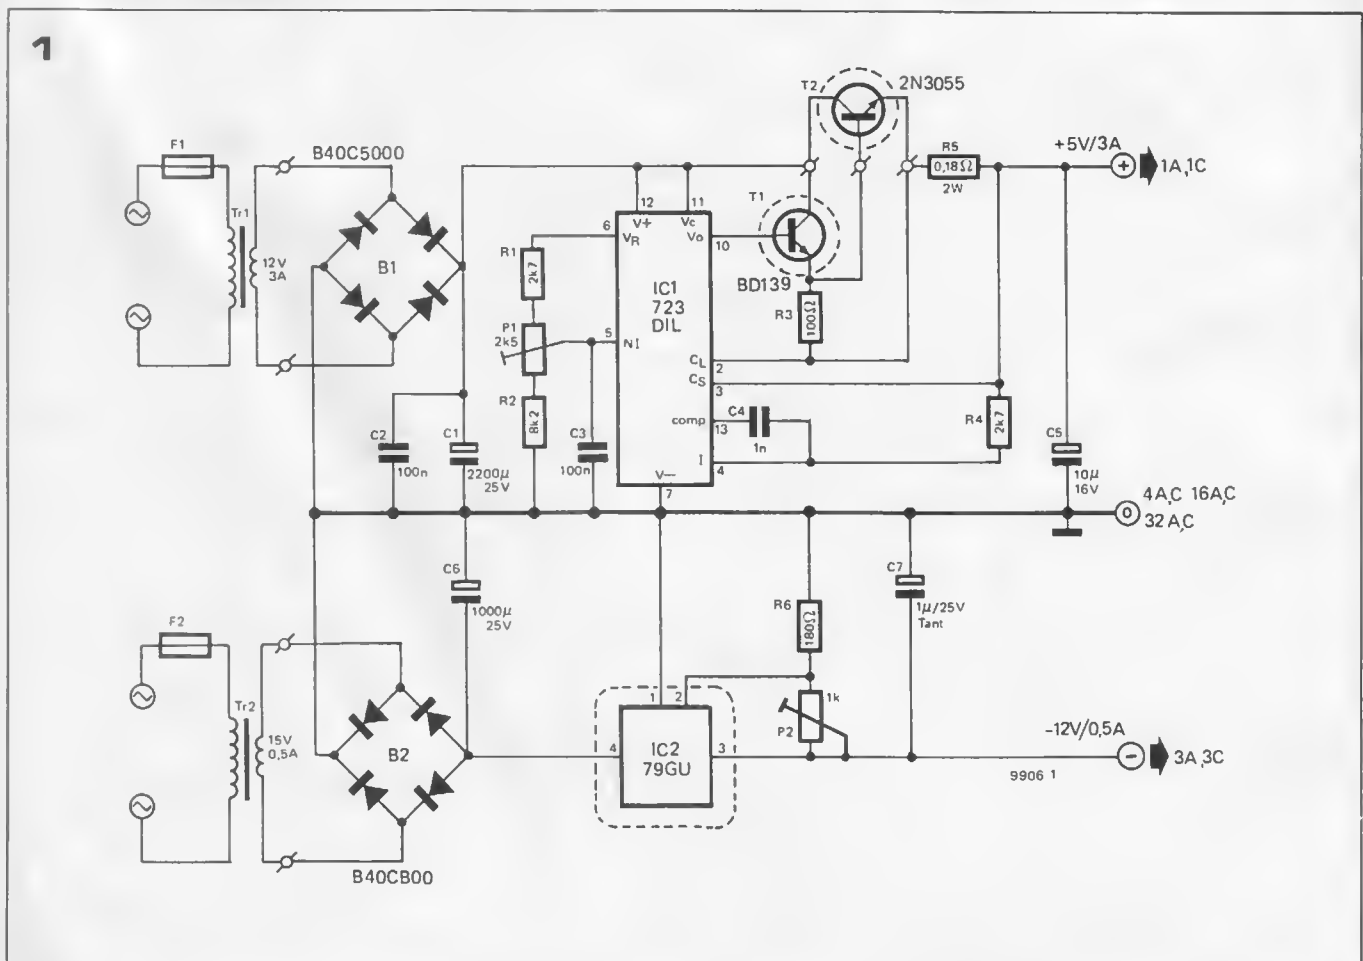 1
2N3055
T2
F1
B40C5000
R5
0,18Ω
2W
+5V/3A
+
1A,1C
Tr1
12V
3A
B1
T1
12
11
V+
Vc
6
VR
Vo
10
R1
2k7
BD139
IC1
723
DIL
R3
100Ω
P1
2k5
5
NI
CL
2
CS
3
R2
8k2
C4
comp
13
1n
R4
2k7
C2
100n
C1
2200µ
25V
C3
100n
I
4
C5
10µ
16V
V−
7
4A,C 16A,C
0
32A,C
C6
1000µ
25V
C7
1µ/25V
Tant
R6
180Ω
F2
1
2
1k
P2
Tr2
15V
0,5A
B2
4
IC2
79GU
3
-12V/0,5A
−
3A,3C
9906 1
B40CB00